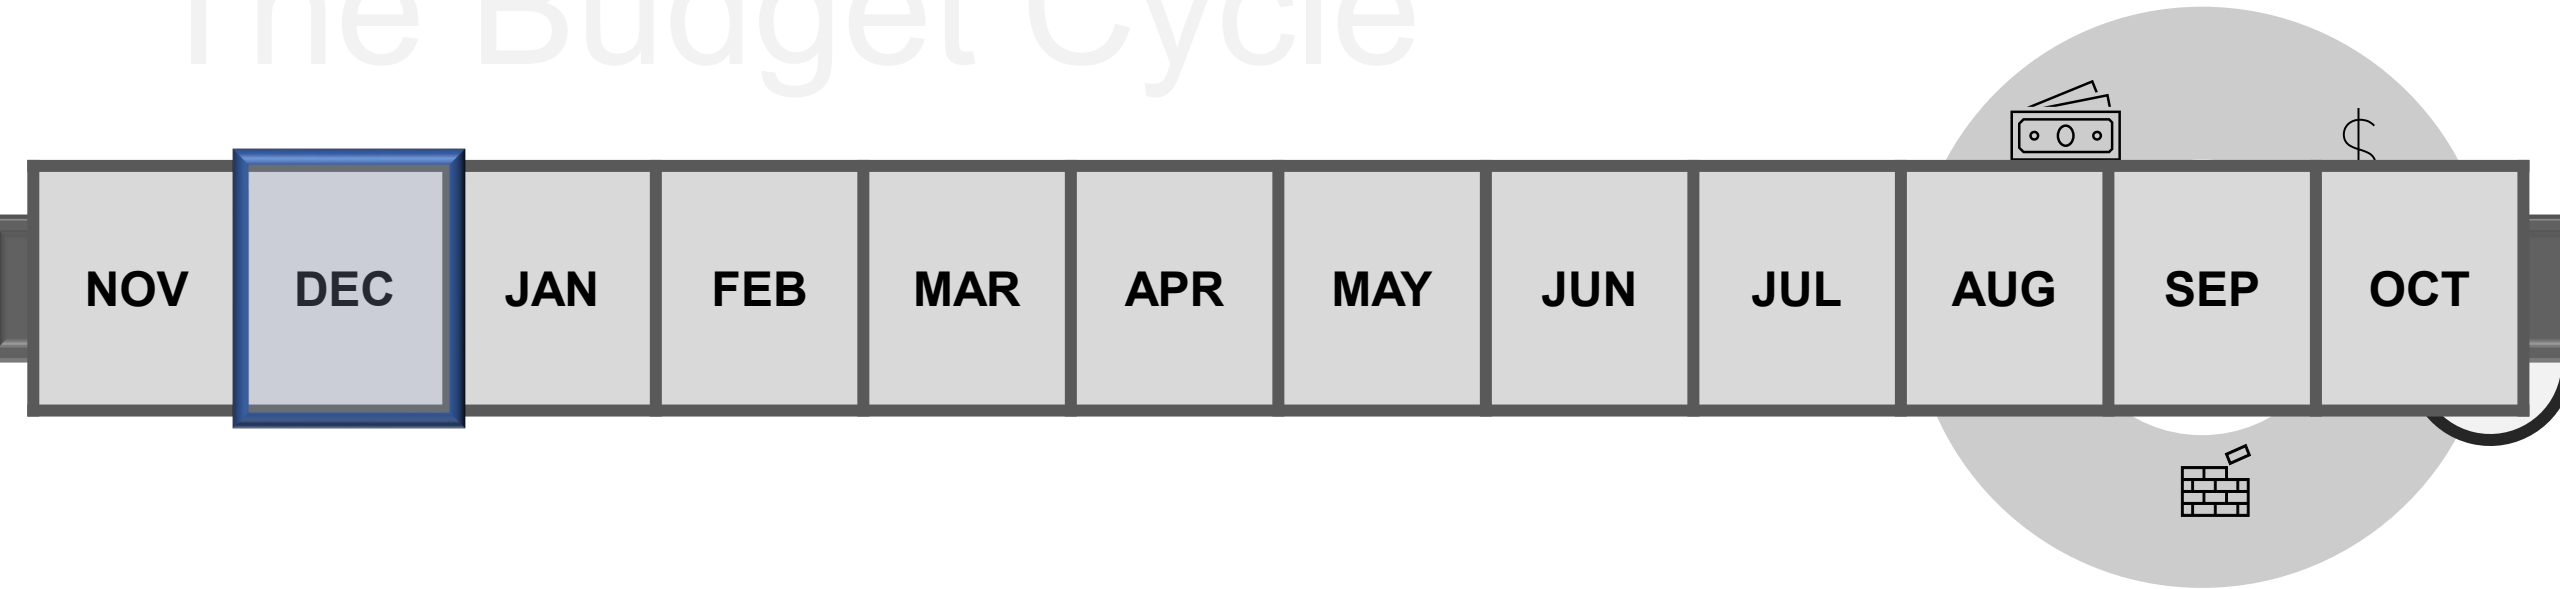 The Budget Cycle
NOV DEC JAN FEB MAR APR MAY JUN JUL AUG SEP OCT
$